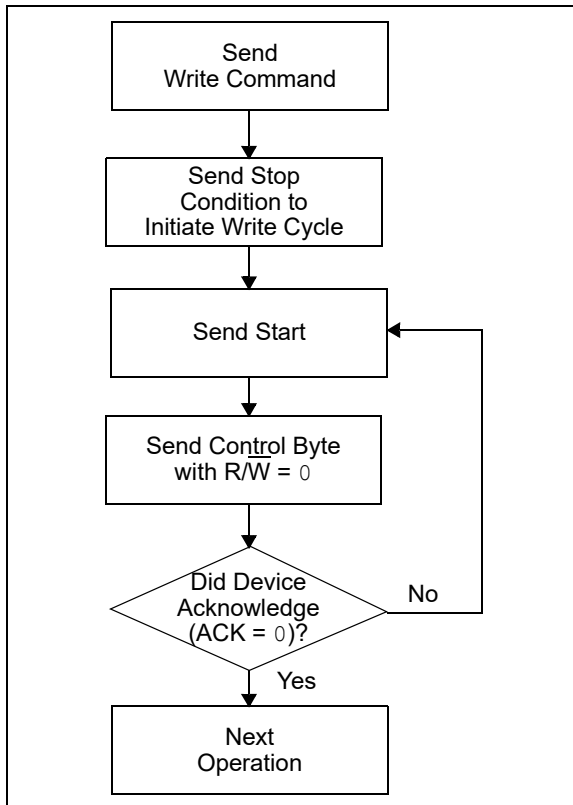 Send
Write Command
Send Stop
Condition to
Initiate Write Cycle
Send Start
Send Control Byte
with R/W̅ = 0
Did Device
Acknowledge
(ACK = 0)?
No
Yes
Next
Operation